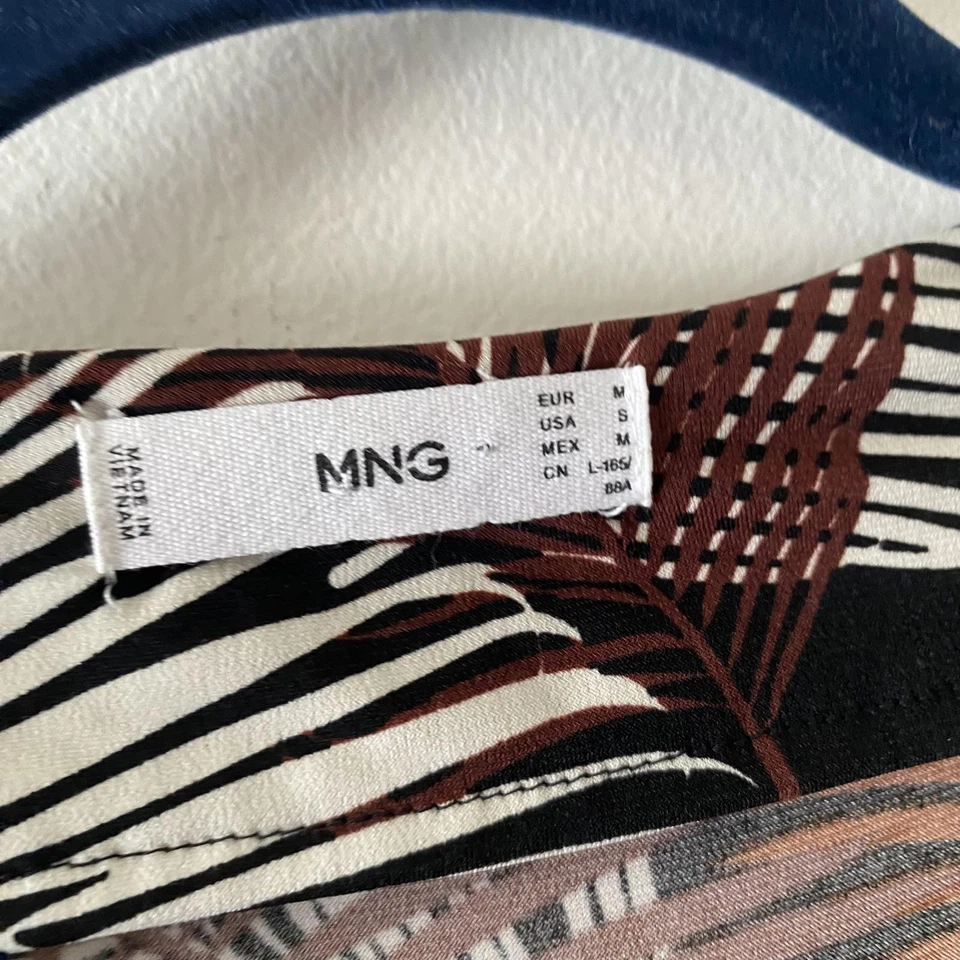 MADE IN
VIETNAM
MNG
EUR M
USA S
MEX M
CN L-165/
88A